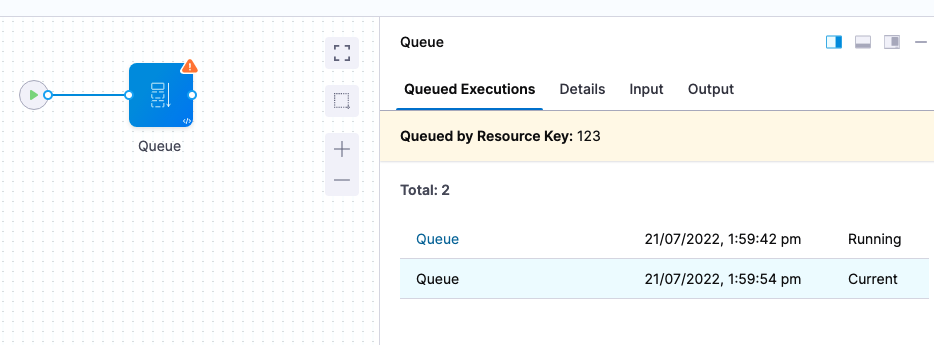 Queue
Queue
Queued Executions Details Input Output
Queued by Resource Key: 123
Total: 2
Queue 21/07/2022, 1:59:42 pm Running
Queue 21/07/2022, 1:59:54 pm Current